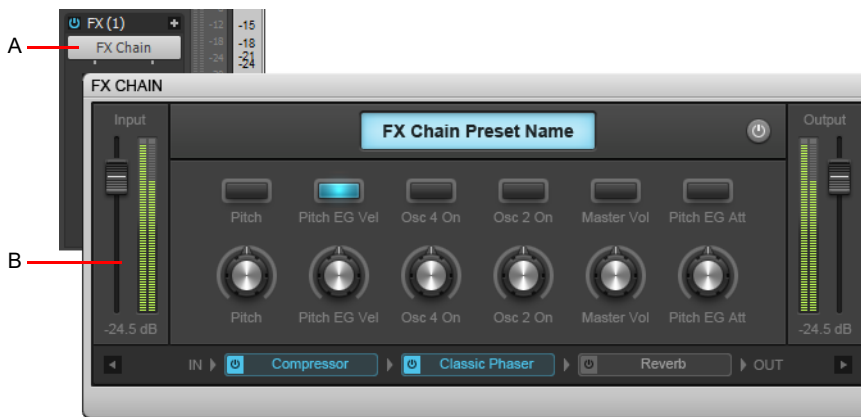 FX (1)
-12 -15
A
FX Chain
-18 -18
-24 -21
-24
FX CHAIN
Input
FX Chain Preset Name
Output
Pitch Pitch EG Vel Osc 4 On Osc 2 On Master Vol Pitch EG Att
B
Pitch Pitch EG Vel Osc 4 On Osc 2 On Master Vol Pitch EG Att
-24.5 dB -24.5 dB
IN Compressor Classic Phaser Reverb OUT